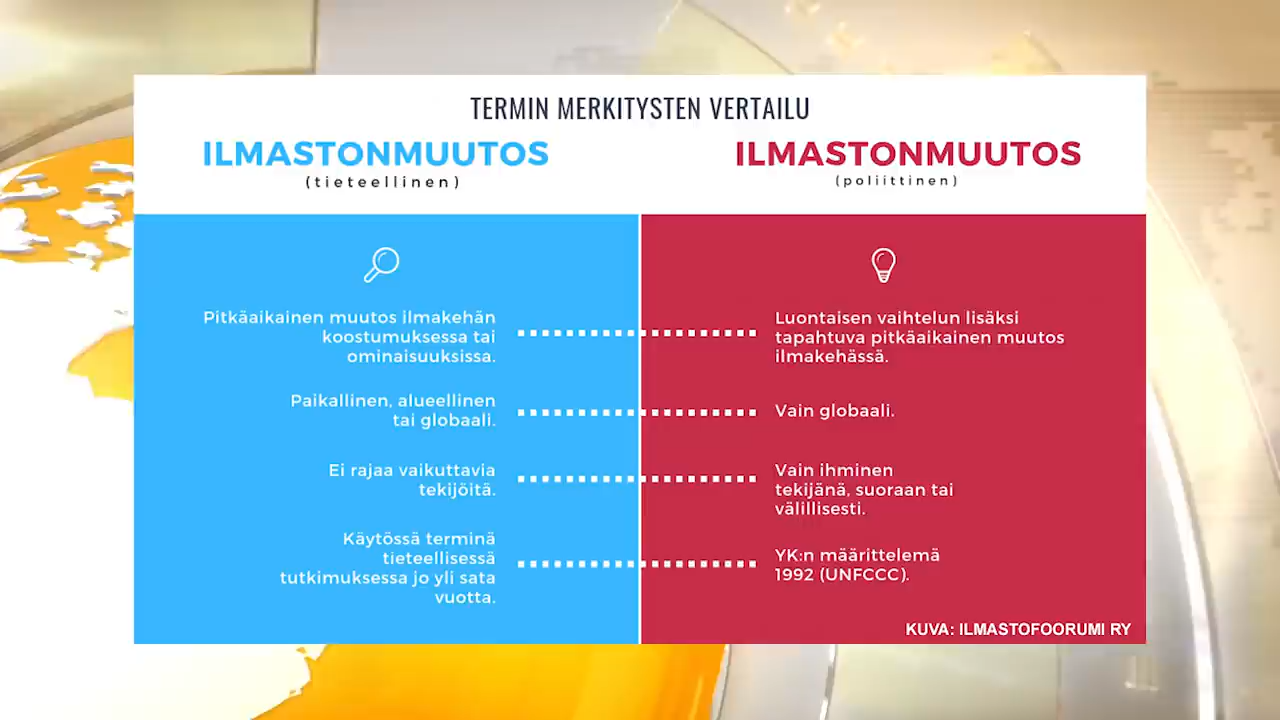 TERMIN MERKITYSTEN VERTAILU
ILMASTONMUUTOS
(tieteellinen)
ILMASTONMUUTOS
(poliittinen)
Pitkäaikainen muutos ilmakehän
koostumuksessa tai
ominaisuuksissa.
Luontaisen vaihtelun lisäksi
tapahtuva pitkäaikainen muutos
ilmakehässä.
Paikallinen, alueellinen
tai globaali.
Vain globaali.
Ei rajaa vaikuttavia
tekijöitä.
Vain ihminen
tekijänä, suoraan tai
välillisesti.
Käytössä terminä
tieteellisessä
tutkimuksessa jo yli sata
vuotta.
YK:n määrittelemä
1992 (UNFCCC).
KUVA: ILMASTOFOORUMI RY